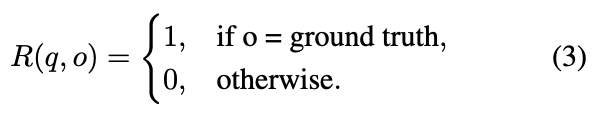 R(q, o) = { 1, if o = ground truth,
0, otherwise. (3)